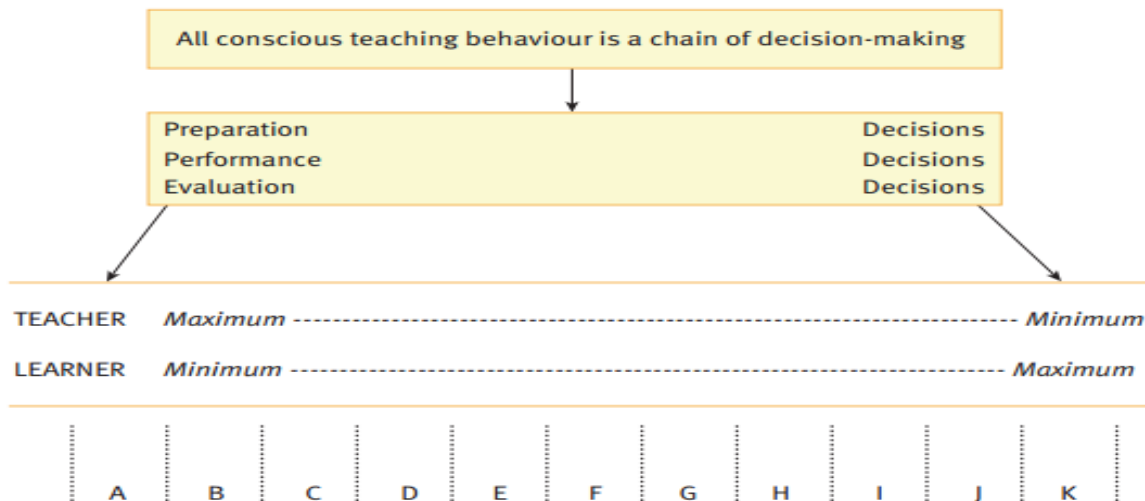 All conscious teaching behaviour is a chain of decision-making
Preparation Decisions
Performance Decisions
Evaluation Decisions
TEACHER Maximum Minimum
LEARNER Minimum Maximum
A B C D E F G H I J K